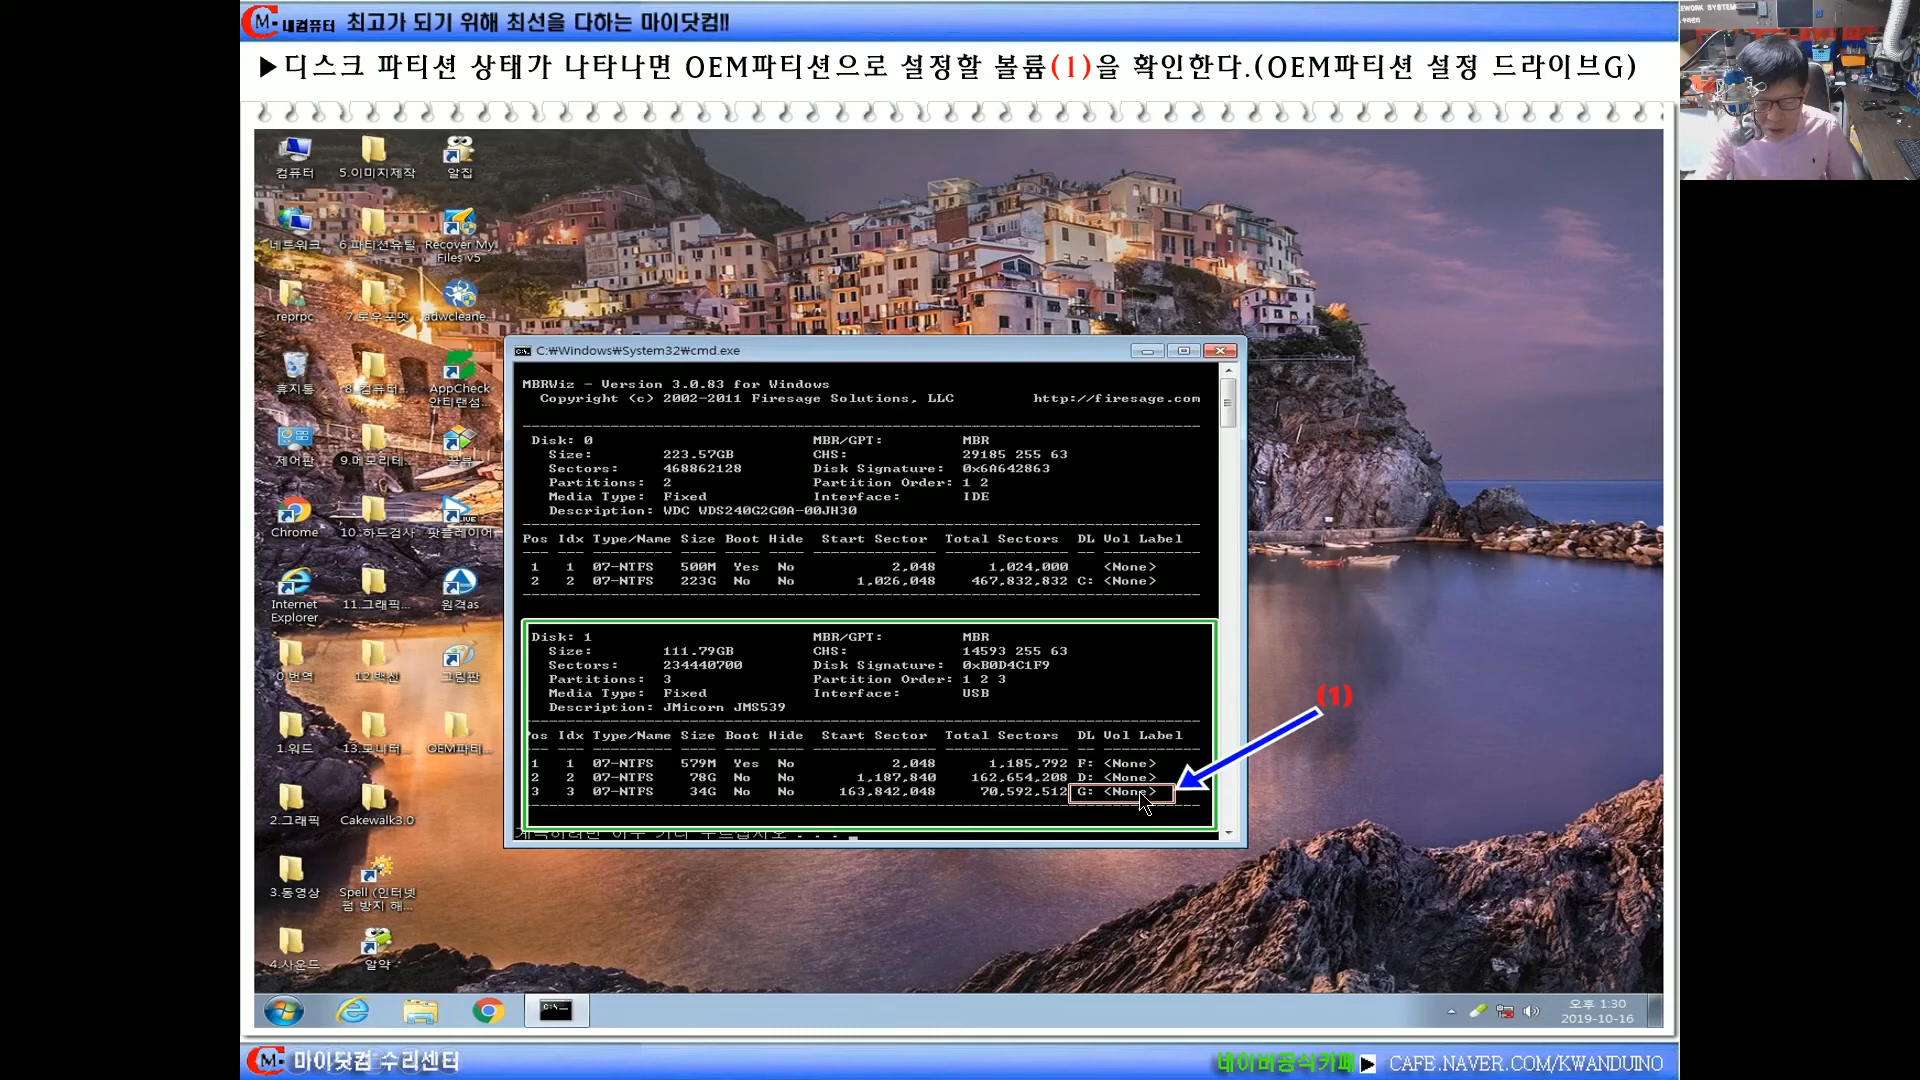 내컴퓨터 최고가 되기 위해 최선을 다하는 마이닷컴!!
▶디스크 파티션 상태가 나타나면 OEM파티션으로 설정할 볼륨(1)을 확인한다.(OEM파티션 설정 드라이브G)
컴퓨터
5.이미지제작
알집
네트워크
6.파티션유틸
Recover My Files v5
reprpc
7.로우포멧
adwcleane...
휴지통
8.컴퓨터...
AppCheck 안티랜섬...
제어판
9.메모리테...
꿀뷰
Chrome
10.하드검사
팟플레이어
Internet Explorer
11.그래픽...
원격as
0.번역
12.백신
그림판
1.워드
13.모니터...
OEM파티...
2.그래픽
Cakewalk3.0
3.동영상
Spell (인터넷 펌 방지 해...
4.사운드
알약
C:₩Windows₩System32₩cmd.exe
MBRWiz - Version 3.0.83 for Windows
Copyright (c) 2002-2011 Firesage Solutions, LLC http://firesage.com
Disk: 0 MBR/GPT: MBR
Size: 223.57GB CHS: 29185 255 63
Sectors: 468862128 Disk Signature: 0x6A642863
Partitions: 2 Partition Order: 1 2
Media Type: Fixed Interface: IDE
Description: WDC WDS240G2G0A-00JH30
Pos Idx Type/Name Size Boot Hide Start Sector Total Sectors DL Vol Label
1 1 07-NTFS 500M Yes No 2,048 1,024,000 <None>
2 2 07-NTFS 223G No No 1,026,048 467,832,832 C: <None>
Disk: 1 MBR/GPT: MBR
Size: 111.79GB CHS: 14593 255 63
Sectors: 234440700 Disk Signature: 0xB0D4C1F9
Partitions: 3 Partition Order: 1 2 3
Media Type: Fixed Interface: USB
Description: JMicorn JMS539
Pos Idx Type/Name Size Boot Hide Start Sector Total Sectors DL Vol Label
1 1 07-NTFS 579M Yes No 2,048 1,185,792 F: <None>
2 2 07-NTFS 78G No No 1,187,840 162,654,208 D: <None>
3 3 07-NTFS 34G No No 163,842,048 70,592,512 G: <None>
계속하려면 아무 키나 누르십시오 . . .
(1)
오후 1:30
2019-10-16
마이닷컴 수리센터
네이버공식카페 ▶ CAFE.NAVER.COM/KWANDUINO